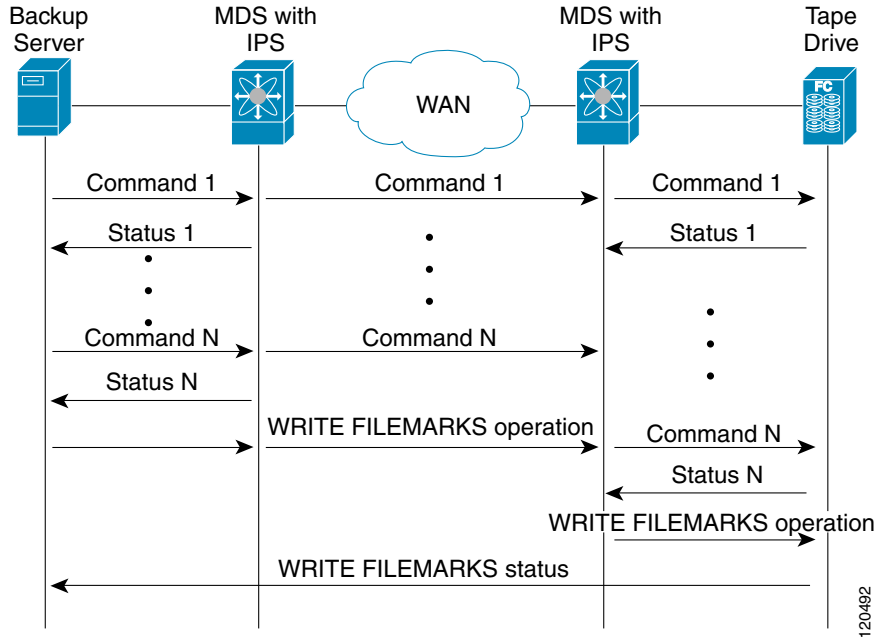 Backup
Server
MDS with
IPS
MDS with
IPS
Tape
Drive
FC
WAN
Command 1
Command 1
Command 1
Status 1
Status 1
Command N
Command N
Status N
WRITE FILEMARKS operation
Command N
Status N
WRITE FILEMARKS operation
WRITE FILEMARKS status
120492